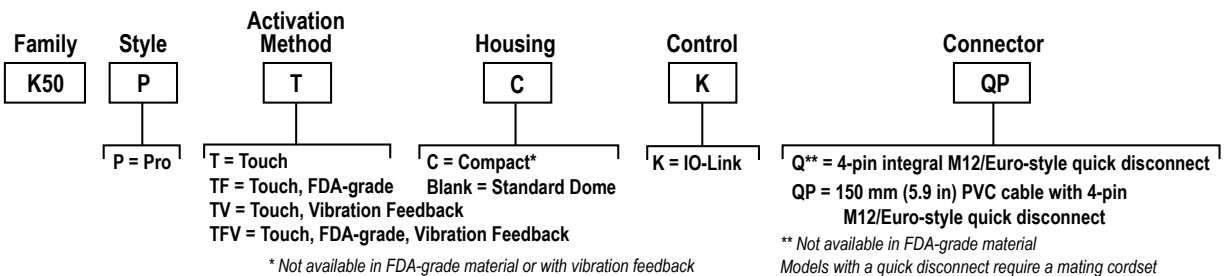 Family Style Activation Method Housing Control Connector
K50 P T C K QP
P = Pro
T = Touch
TF = Touch, FDA-grade
TV = Touch, Vibration Feedback
TFV = Touch, FDA-grade, Vibration Feedback
C = Compact*
Blank = Standard Dome
* Not available in FDA-grade material or with vibration feedback
K = IO-Link
Q** = 4-pin integral M12/Euro-style quick disconnect
QP = 150 mm (5.9 in) PVC cable with 4-pin
M12/Euro-style quick disconnect
** Not available in FDA-grade material
Models with a quick disconnect require a mating cordset